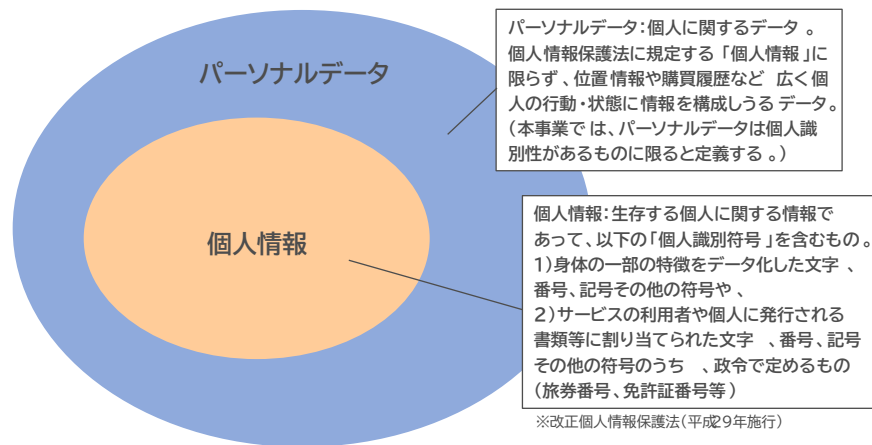 パーソナルデータ
個人情報
パーソナルデータ:個人に関するデータ 。
個人情報保護法に規定する 「個人情報 」に
限らず 、位置情報や購買履歴など 広く個
人の行動・状態に情報を構成しうる データ。
(本事業で は、パーソナルデータは個人識
別性があるものに限ると定義する 。)
個人情報:生存する個人に関する情報で
あって、以下の「個人識別符号 」を含むもの。
1)身体の一部の特徴をデータ化した文字 、
番号、記号その他の符号や 、
2)サービスの利用者や個人に発行される
書類等に割り当てられた文字 、番号、記号
その他の符号のうち 、政令で定めるもの
(旅券番号、免許証番号等 )
※改正個人情報保護法(平成29年施行)